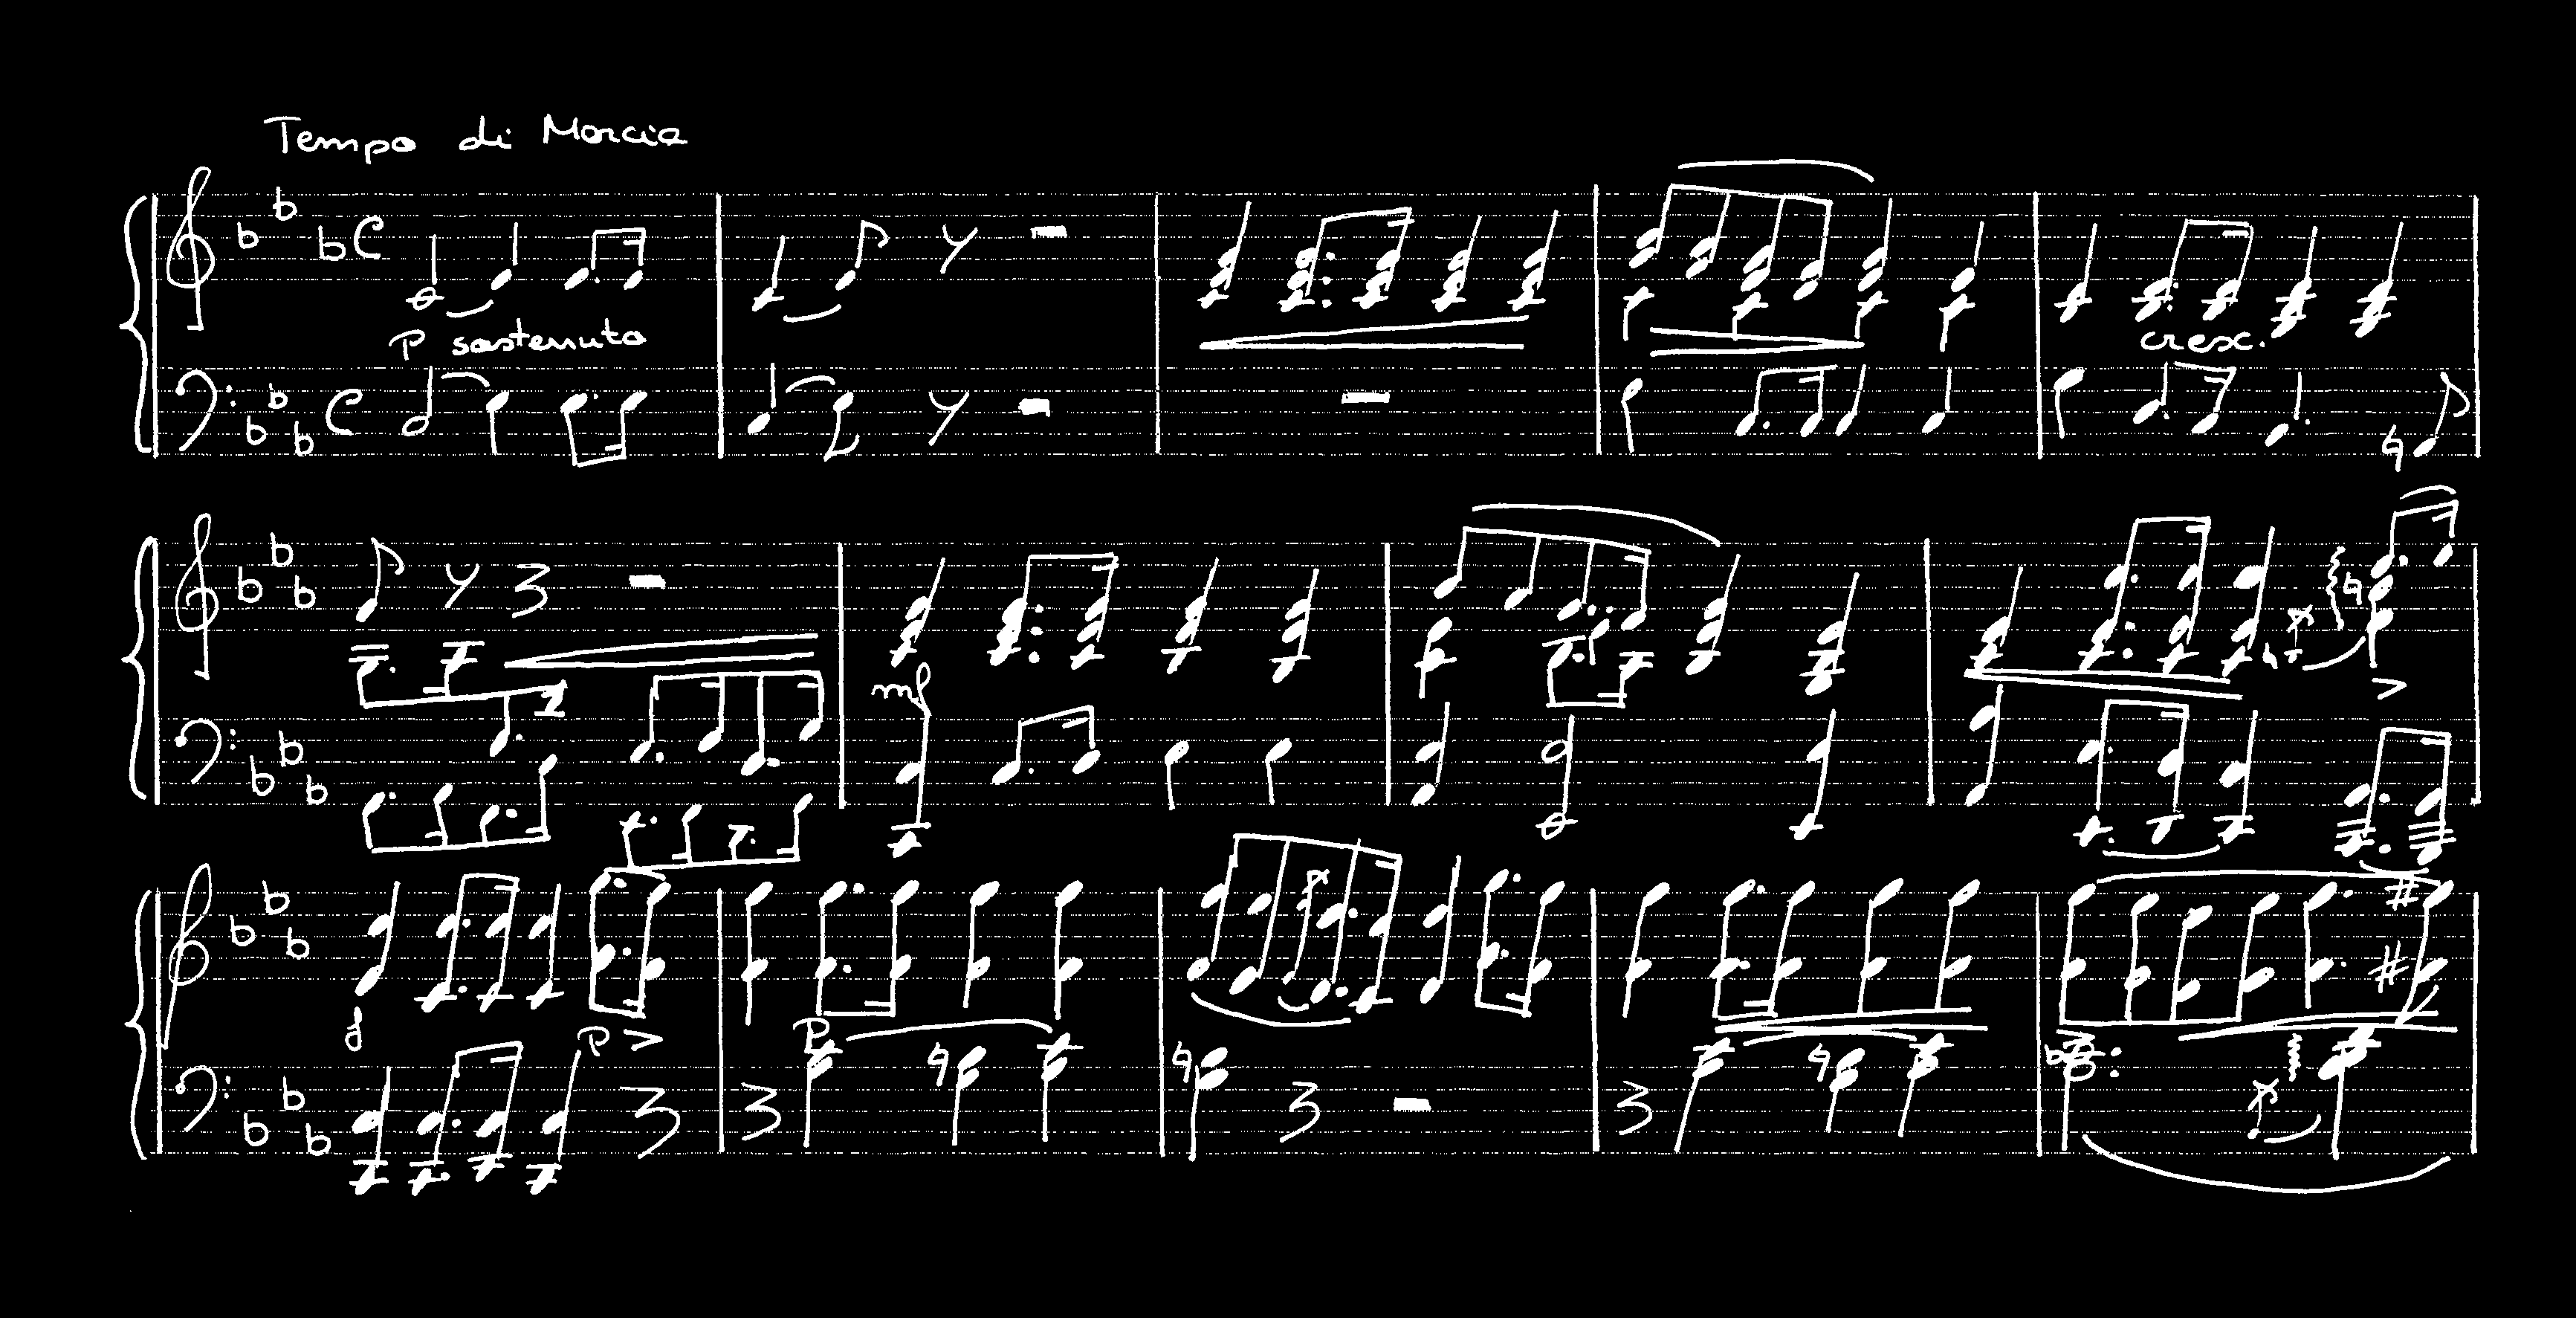 Tempo di Marcia
P sostenuto
cresc.
mf
f
P
P